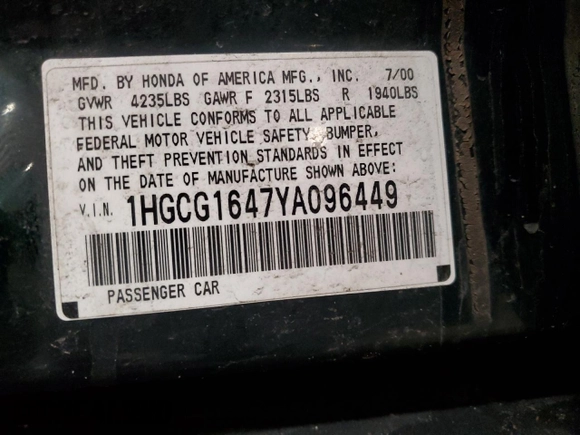 MFD. BY HONDA OF AMERICA MFG., INC. 7/00
GVWR 4235LBS GAWR F 2315LBS R 1940LBS
THIS VEHICLE CONFORMS TO ALL APPLICABLE
FEDERAL MOTOR VEHICLE SAFETY, BUMPER,
AND THEFT PREVENTION STANDARDS IN EFFECT
ON THE DATE OF MANUFACTURE SHOWN ABOVE:
V.I.N. 1HGCG1647YA096449
PASSENGER CAR